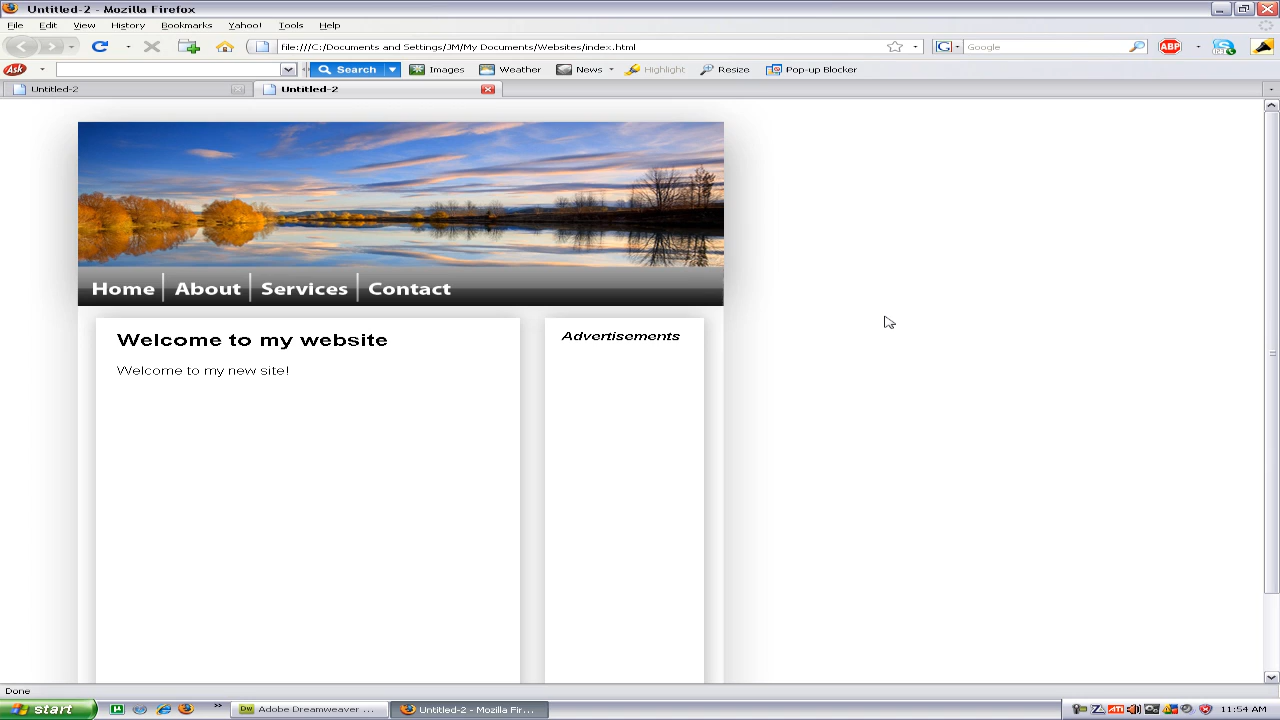 Untitled-2 - Mozilla Firefox
File Edit View History Bookmarks Yahoo! Tools Help
file:///C:/Documents and Settings/JM/My Documents/Websites/index.html
Google
ABP
Ask Search Images Weather News Highlight Resize Pop-up Blocker
Untitled-2 Untitled-2
Home About Services Contact
Welcome to my website
Advertisements
Welcome to my new site!
Done
start Adobe Dreamweaver ... Untitled-2 - Mozilla Fir... 11:54 AM